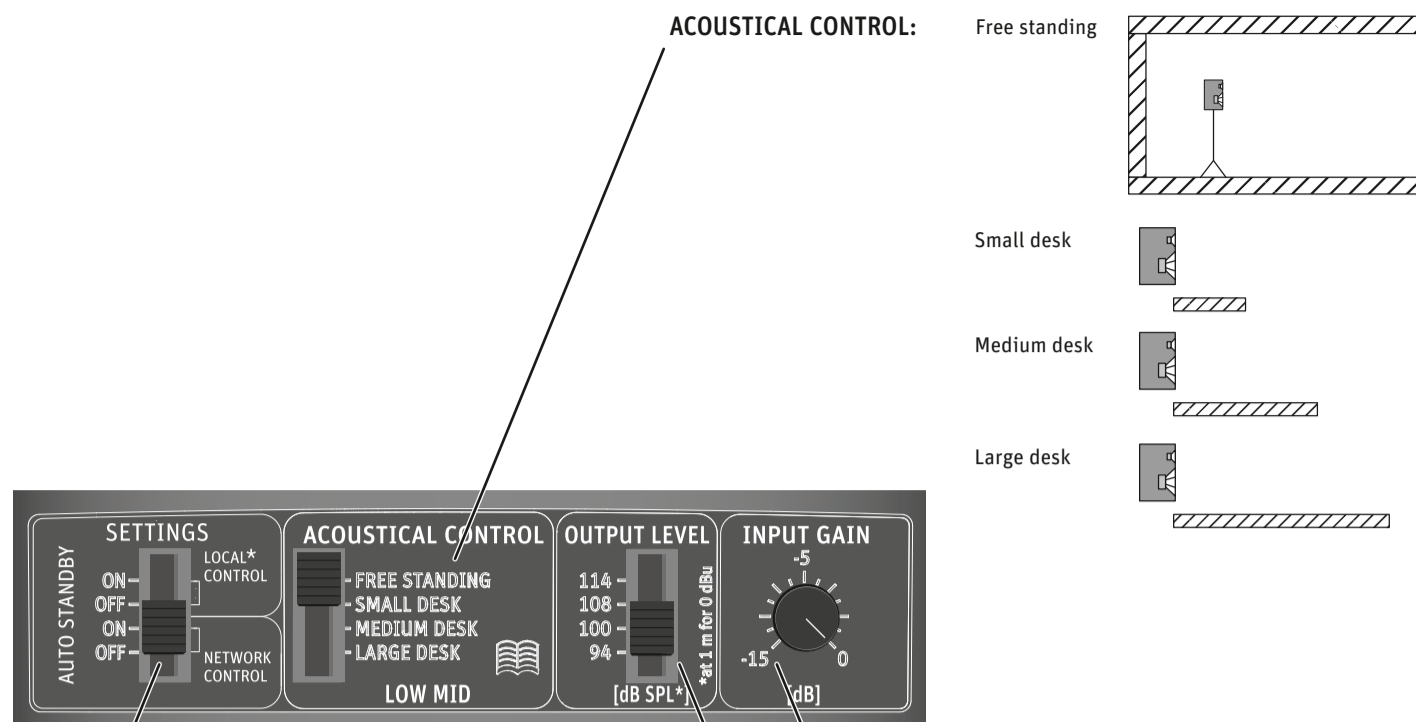 ACOUSTICAL CONTROL:
Free standing
Small desk
Medium desk
Large desk
SETTINGS
AUTO STANDBY
ON
OFF
ON
OFF
LOCAL*
CONTROL
NETWORK
CONTROL
ACOUSTICAL CONTROL
FREE STANDING
SMALL DESK
MEDIUM DESK
LARGE DESK
LOW MID
OUTPUT LEVEL
114
108
100
94
*at 1 m for 0 dBu
[dB SPL*]
INPUT GAIN
-5
-15
0
[dB]